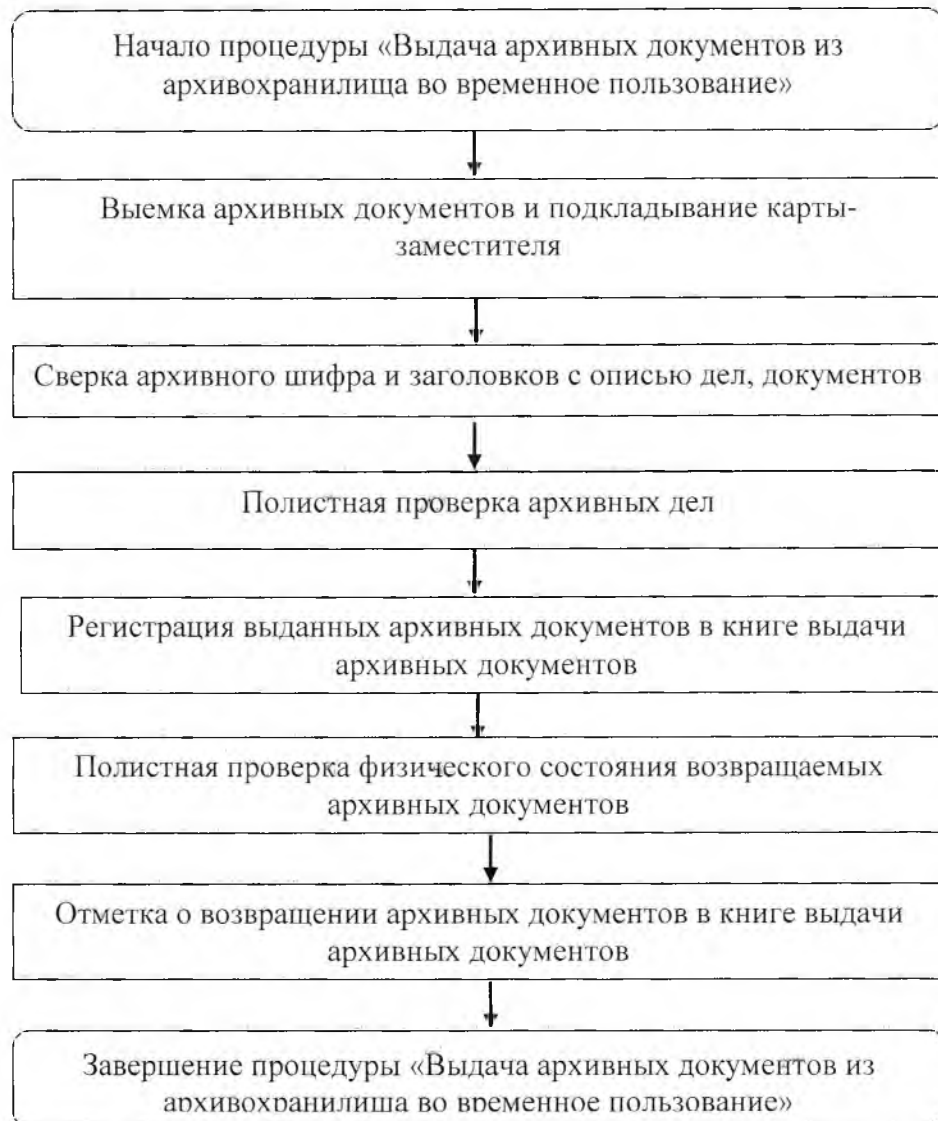 Начало процедуры «Выдача архивных документов из
архивохранилища во временное пользование»
Выемка архивных документов и подкладывание карты-
заместителя
Сверка архивного шифра и заголовков с описью дел, документов
Полистная проверка архивных дел
Регистрация выданных архивных документов в книге выдачи
архивных документов
Полистная проверка физического состояния возвращаемых
архивных документов
Отметка о возвращении архивных документов в книге выдачи
архивных документов
Завершение процедуры «Выдача архивных документов из
архивохранилища во временное пользование»